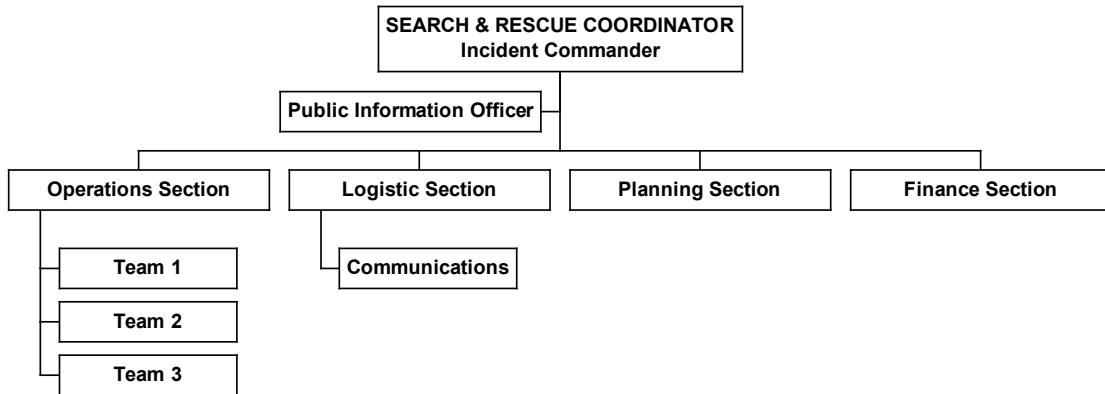 SEARCH & RESCUE COORDINATOR
Incident Commander
Public Information Officer
Operations Section
Logistic Section
Planning Section
Finance Section
Team 1
Communications
Team 2
Team 3